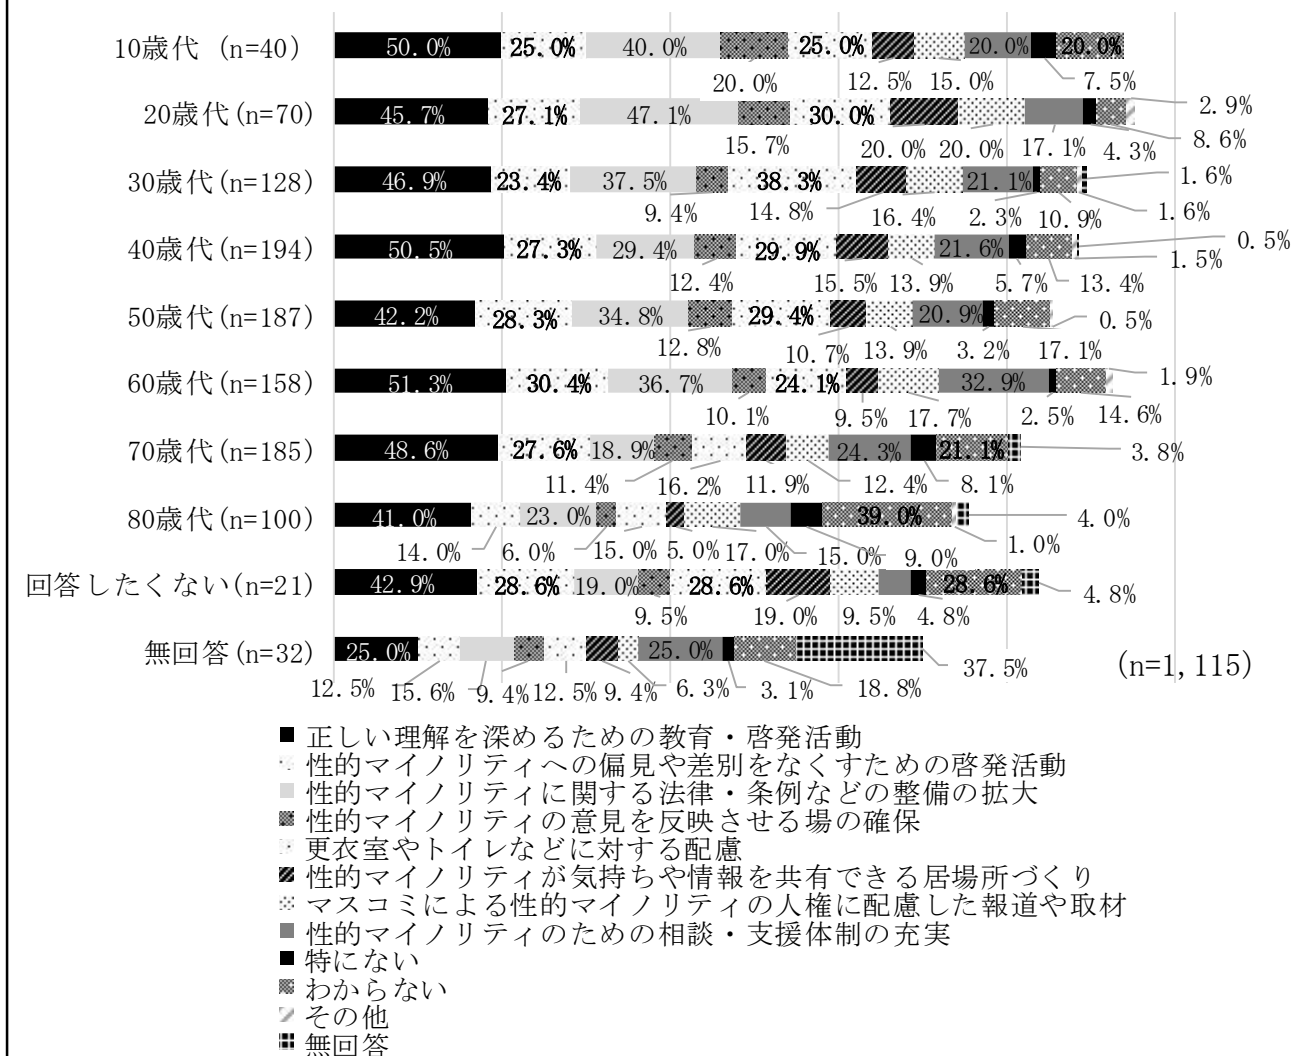 10歳代 (n=40)
50.0% 25.0% 40.0% 25.0% 20.0% 20.0%
20.0% 12.5% 15.0% 7.5%
20歳代(n=70)
45.7% 27.1% 47.1% 30.0% 2.9%
15.7% 20.0% 20.0% 17.1% 4.3% 8.6%
30歳代(n=128)
46.9% 23.4% 37.5% 38.3% 21.1% 1.6%
9.4% 14.8% 16.4% 2.3% 10.9% 1.6%
40歳代(n=194)
50.5% 27.3% 29.4% 29.9% 21.6% 0.5%
12.4% 15.5% 13.9% 5.7% 13.4% 1.5%
50歳代(n=187)
42.2% 28.3% 34.8% 29.4% 20.9% 0.5%
12.8% 10.7% 13.9% 3.2% 17.1%
60歳代(n=158)
51.3% 30.4% 36.7% 24.1% 32.9% 1.9%
10.1% 9.5% 17.7% 2.5% 14.6%
70歳代(n=185)
48.6% 27.6% 18.9% 24.3% 21.1% 3.8%
11.4% 16.2% 11.9% 12.4% 8.1%
80歳代(n=100)
41.0% 23.0% 39.0% 4.0%
14.0% 6.0% 15.0% 5.0% 17.0% 15.0% 9.0% 1.0%
回答したくない(n=21)
42.9% 28.6% 19.0% 28.6% 28.6% 4.8%
9.5% 19.0% 9.5% 4.8%
無回答(n=32)
25.0% 25.0% 37.5%
12.5% 15.6% 9.4% 12.5% 9.4% 6.3% 3.1% 18.8%
(n=1,115)
正しい理解を深めるための教育・啓発活動
性的マイノリティへの偏見や差別をなくすための啓発活動
性的マイノリティに関する法律・条例などの整備の拡大
性的マイノリティの意見を反映させる場の確保
更衣室やトイレなどに対する配慮
性的マイノリティが気持ちや情報を共有できる居場所づくり
マスコミによる性的マイノリティの人権に配慮した報道や取材
性的マイノリティのための相談・支援体制の充実
特にない
わからない
その他
無回答